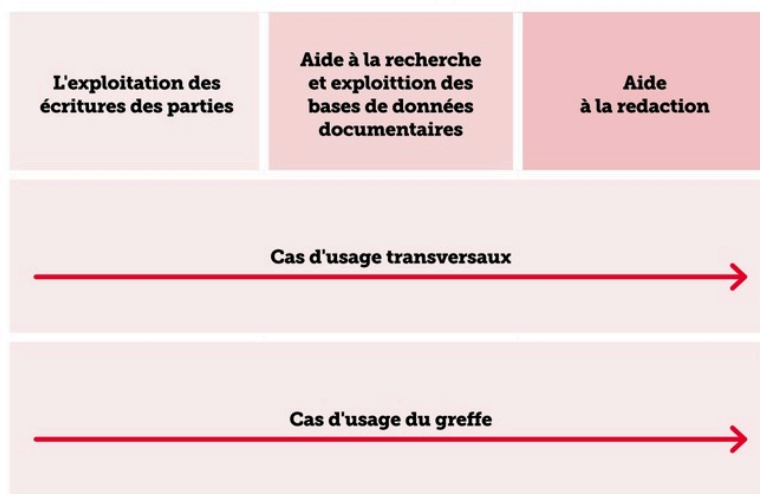 L'exploitation des
écritures des parties
Aide à la recherche
et exploittion des
bases de données
documentaires
Aide
à la redaction
Cas d'usage transversaux
Cas d'usage du greffe